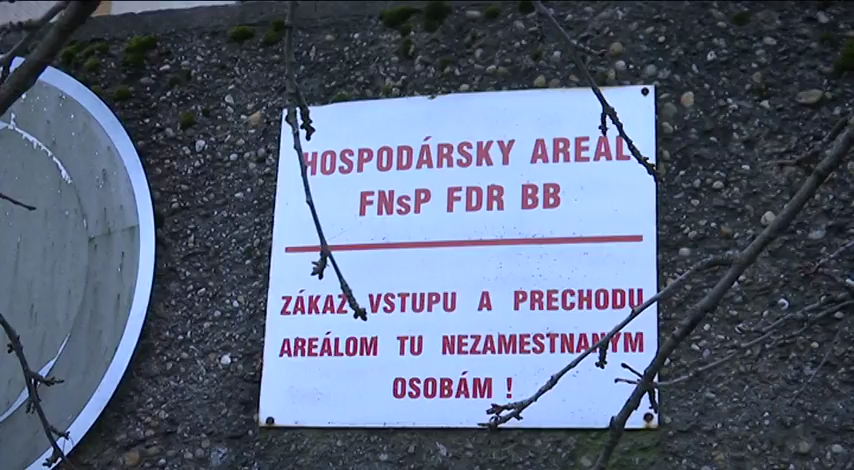 HOSPODÁRSKY AREÁL
FNsP FDR BB
ZÁKAZ VSTUPU A PRECHODU
AREÁLOM TU NEZAMESTNANÝM
OSOBÁM !